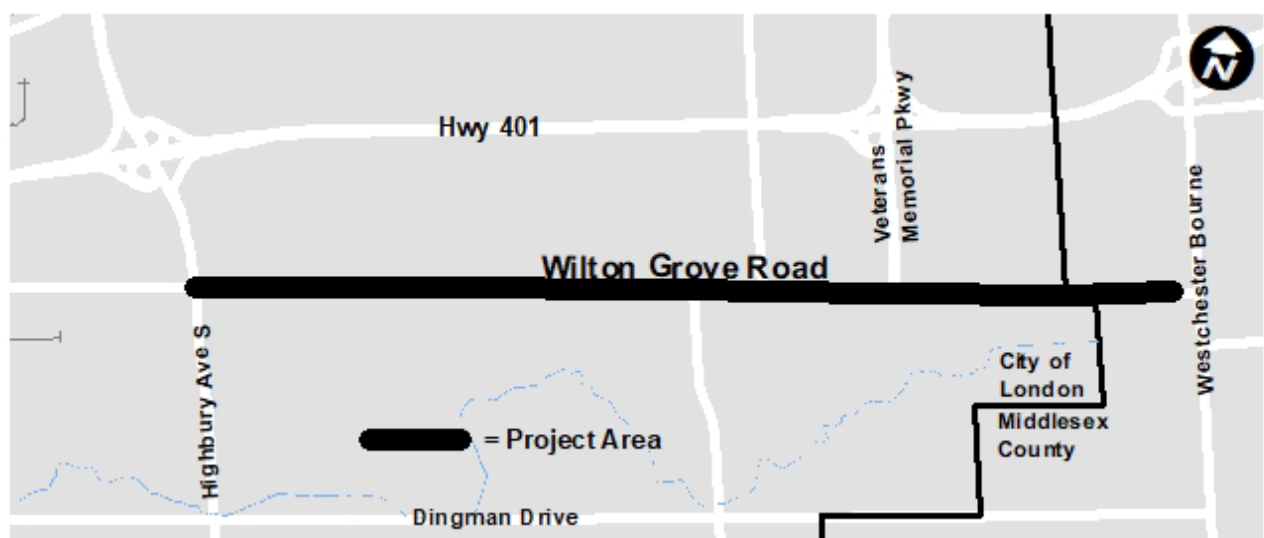 N
Hwy 401
Veterans
Memorial Pkwy
Wilton Grove Road
Westchester Bourne
Highbury Ave S
City of
London
Middlesex
County
= Project Area
Dingman Drive